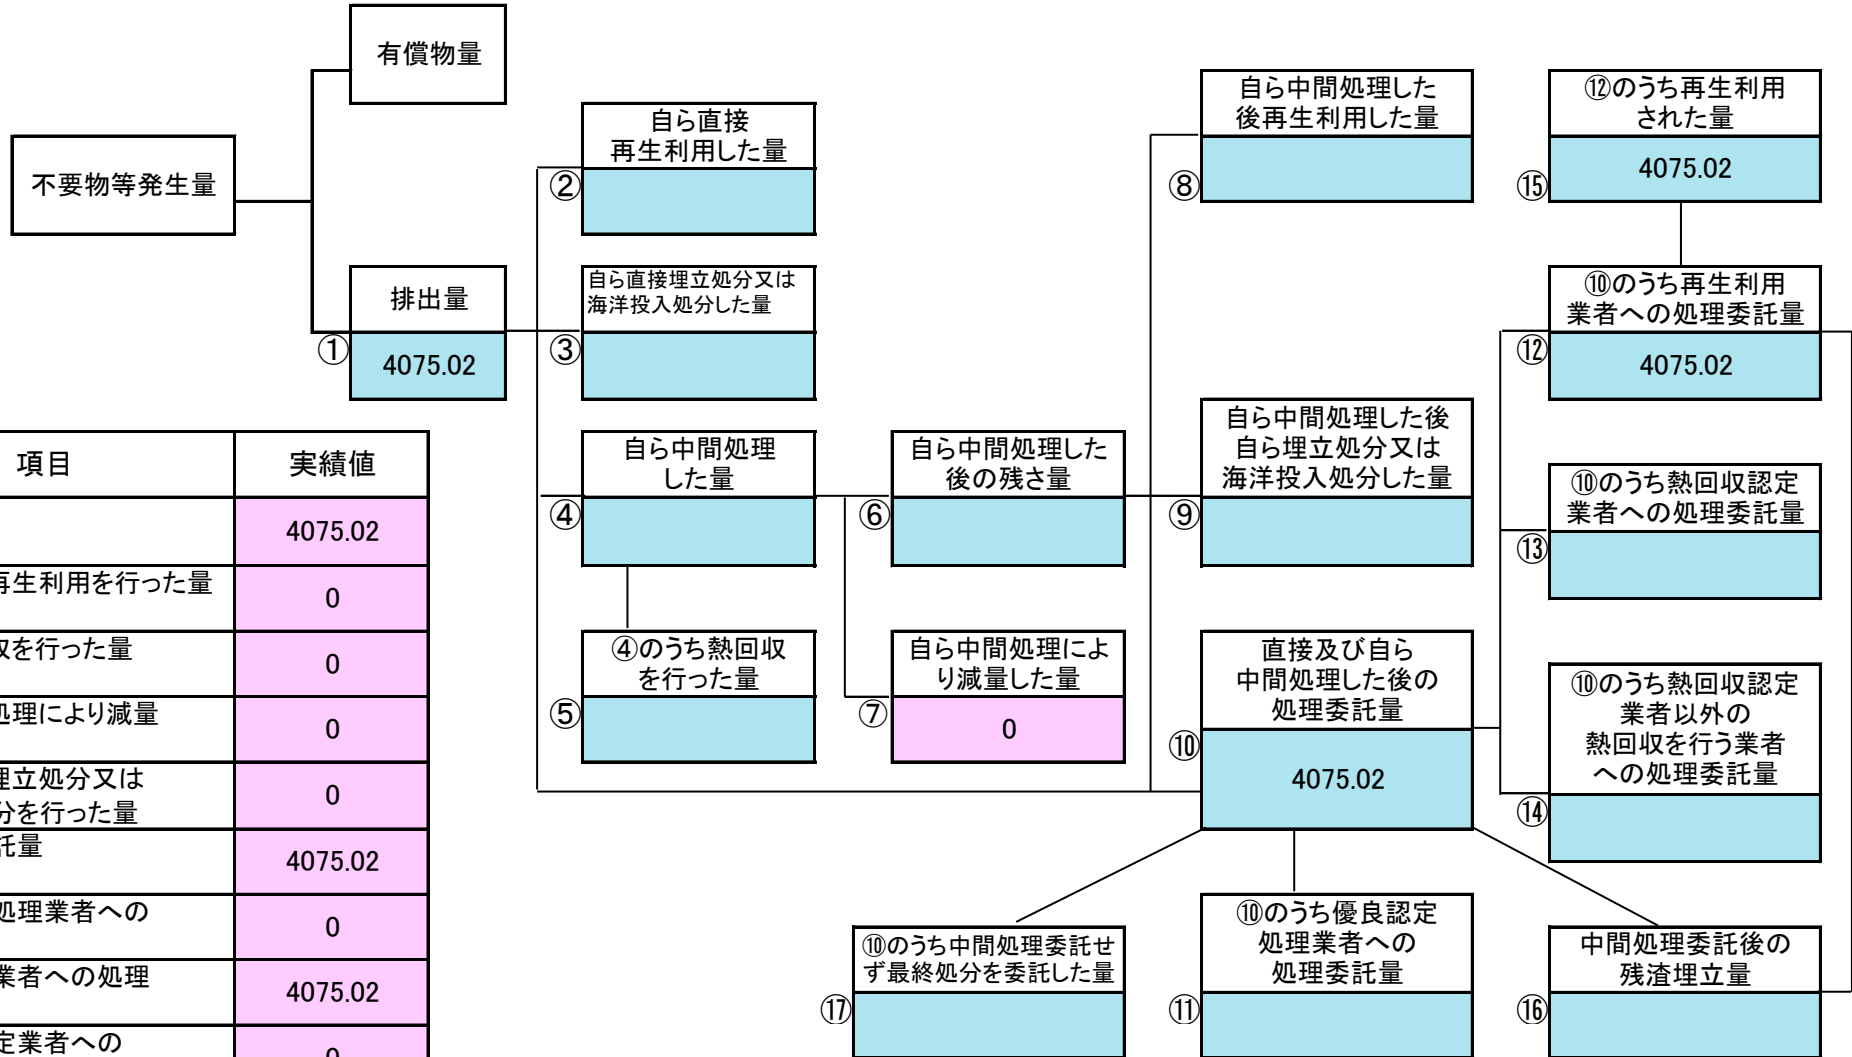 有償物量
不要物等発生量
排出量
①
4075.02
自ら直接
再生利用した量
②
自ら直接埋立処分又は
海洋投入処分した量
③
自ら中間処理
した量
④
④のうち熱回収
を行った量
⑤
自ら中間処理した
後の残さ量
⑥
自ら中間処理によ
り減量した量
⑦
0
自ら中間処理した
後再生利用した量
⑧
自ら中間処理した後
自ら埋立処分又は
海洋投入処分した量
⑨
直接及び自ら
中間処理した後の
処理委託量
⑩
4075.02
⑫のうち再生利用
された量
⑮
4075.02
⑩のうち再生利用
業者への処理委託量
⑫
4075.02
⑩のうち熱回収認定
業者への処理委託量
⑬
⑩のうち熱回収認定
業者以外の
熱回収を行う業者
への処理委託量
⑭
⑩のうち中間処理委託せ
ず最終処分を委託した量
⑰
⑩のうち優良認定
処理業者への
処理委託量
⑪
中間処理委託後の
残渣埋立量
⑯
項目 実績値
4075.02
再生利用を行った量 0
を行った量 0
処理により減量 0
埋立処分又は
分を行った量 0
託量 4075.02
処理業者への 0
業者への処理 4075.02
定業者への 0